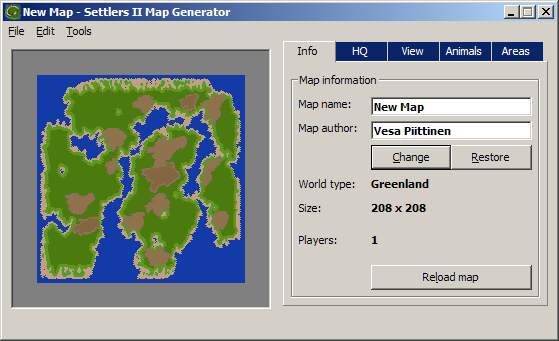 New Map - Settlers II Map Generator
File Edit Tools
Info HQ View Animals Areas
Map information
Map name: New Map
Map author: Vesa Piittinen
Change Restore
World type: Greenland
Size: 208 x 208
Players: 1
Reload map